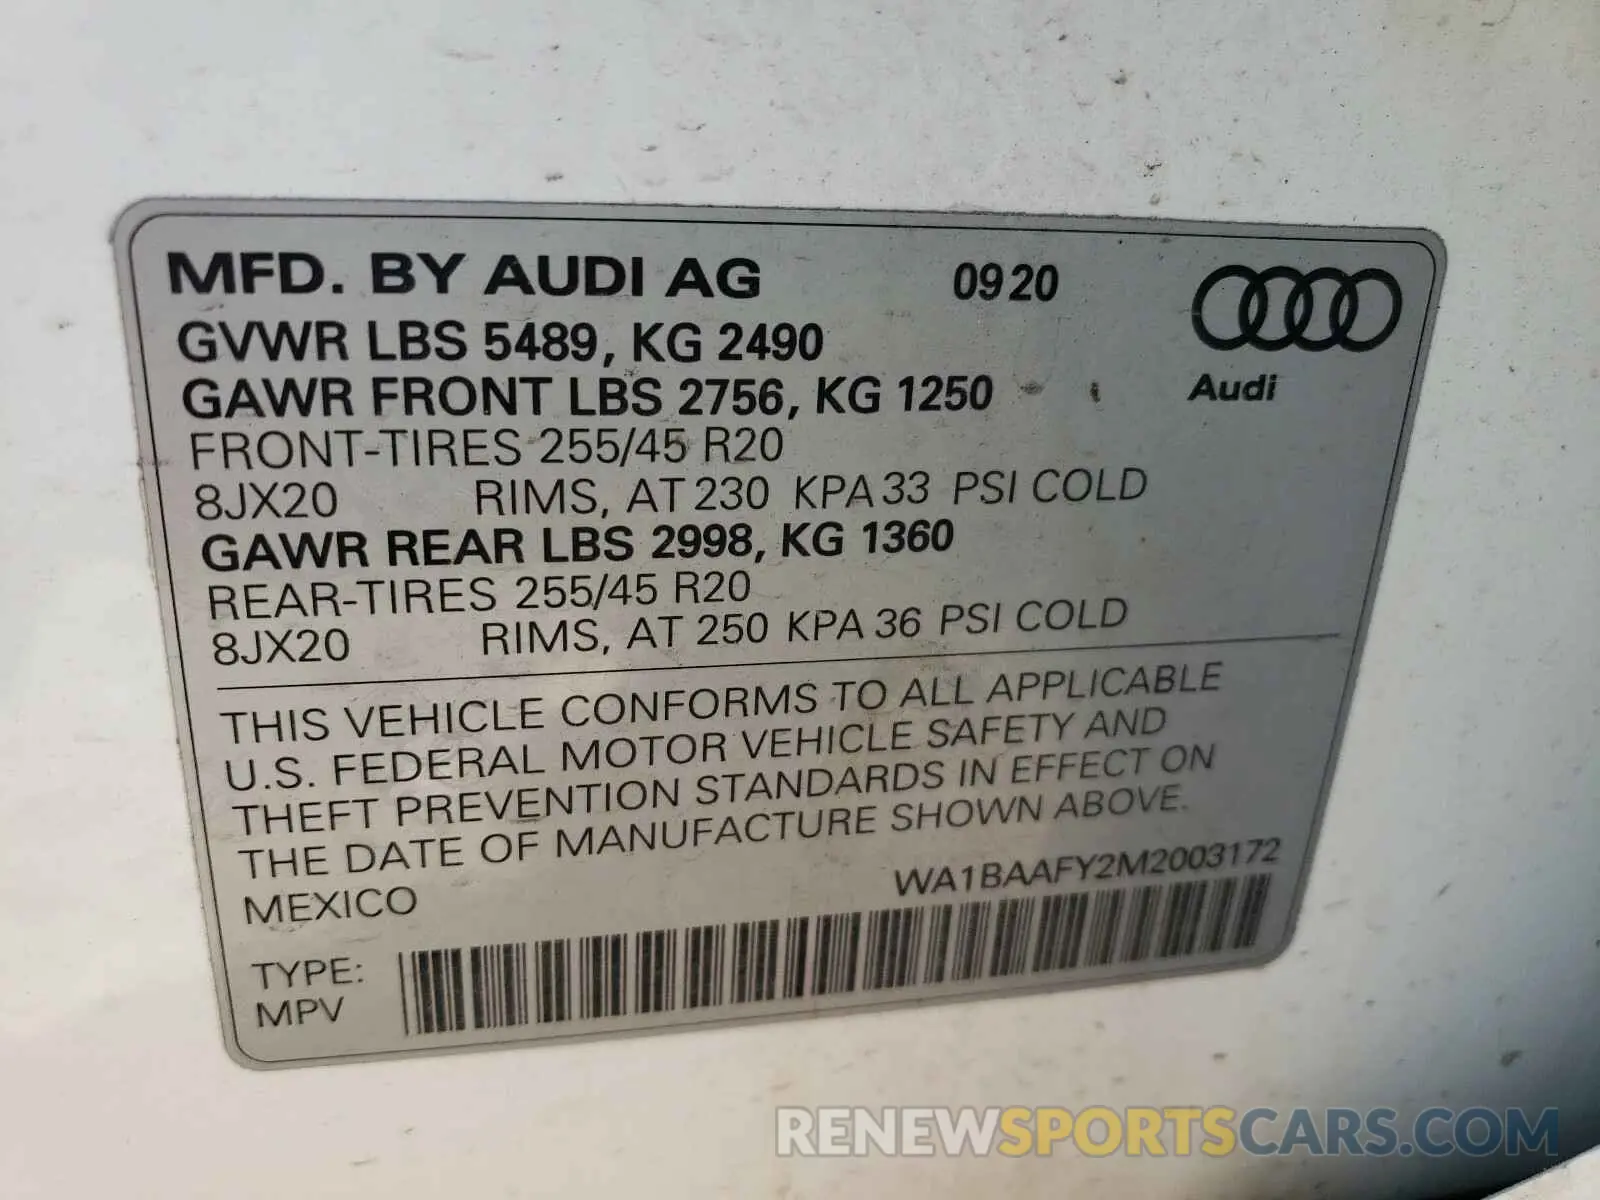 MFD. BY AUDI AG 0920
GVWR LBS 5489, KG 2490
GAWR FRONT LBS 2756, KG 1250
Audi
FRONT-TIRES 255/45 R20
8JX20 RIMS, AT 230 KPA 33 PSI COLD
GAWR REAR LBS 2998, KG 1360
REAR-TIRES 255/45 R20
8JX20 RIMS, AT 250 KPA 36 PSI COLD
THIS VEHICLE CONFORMS TO ALL APPLICABLE
U.S. FEDERAL MOTOR VEHICLE SAFETY AND
THEFT PREVENTION STANDARDS IN EFFECT ON
THE DATE OF MANUFACTURE SHOWN ABOVE.
MEXICO WA1BAAFY2M2003172
TYPE:
MPV
RENEWSPORTSCARS.COM